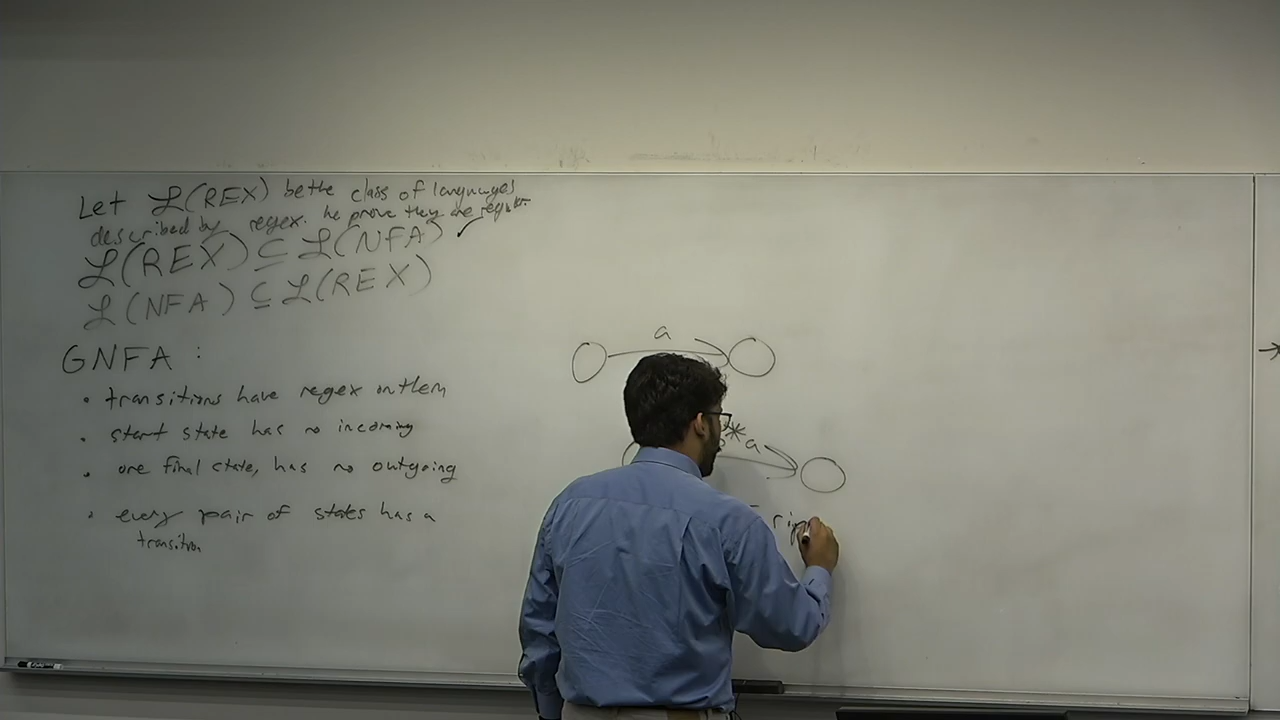 Let ℒ(REX) be the class of languages
described by regex. We prove they are regular.
ℒ(REX) ⊆ ℒ(NFA) ✓
ℒ(NFA) ⊆ ℒ(REX)
GNFA :
• transitions have regex on them
• start state has no incoming
• one final state, has no outgoing
• every pair of states has a
transition
a
*a